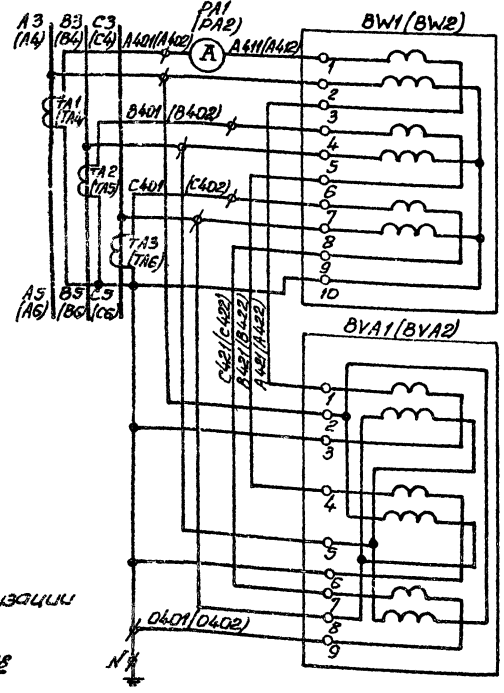 A3 B3 C3
(A4) (B4) (C4)
PA1
(PA2)
A401(A402)
A
A411(A412)
BW1(BW2)
1
2
3
4
5
6
7
8
9
10
TA1
(TA4)
B401(B402)
TA2
(TA5)
C401 (C402)
TA3
(TA6)
A5 B5 C5
(A6) (B6) (C6)
C421(C422)
B421(B422)
A421(A422)
BVA1(BVA2)
1
2
3
4
5
6
7
8
9
0401(0402)
N